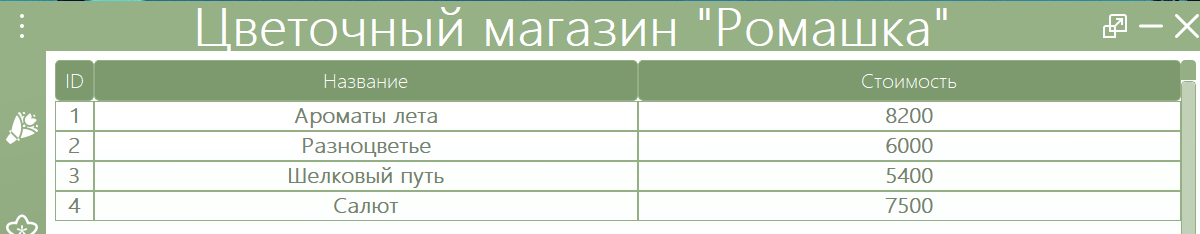 Цветочный магазин "Ромашка"
ID Название Стоимость
1 Ароматы лета 8200
2 Разноцветье 6000
3 Шелковый путь 5400
4 Салют 7500